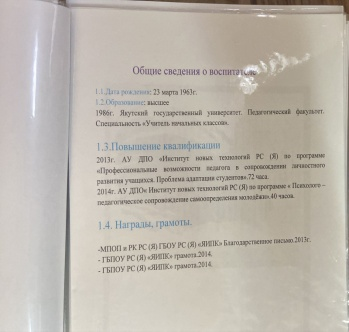 Общие сведения о воспитателе
1.1.Дата рождения: 23 марта 1963г.
1.2.Образование: высшее
1986г. Якутский государственный университет. Педагогический факультет.
Специальность «Учитель начальных классов».
1.3.Повышение квалификации
2013г. АУ ДПО «Институт новых технологий РС (Я) по программе
«Профессиональные возможности педагога в сопровождении личностного
развития учащихся. Проблема адаптации студентов».72 часа.
2014г. АУ ДПО« Институт новых технологий РС (Я) по программе « Психолого –
педагогическое сопровождение самоопределения молодёжи».40 часов.
1.4. Награды, грамоты.
-МПОП и РК РС (Я) ГБОУ РС (Я) «ЯИПК» Благодарственное письмо.2013г.
- ГБПОУ РС (Я) «ЯИПК» грамота.2014.
- ГБПОУ РС (Я) «ЯИПК» грамота.2014.